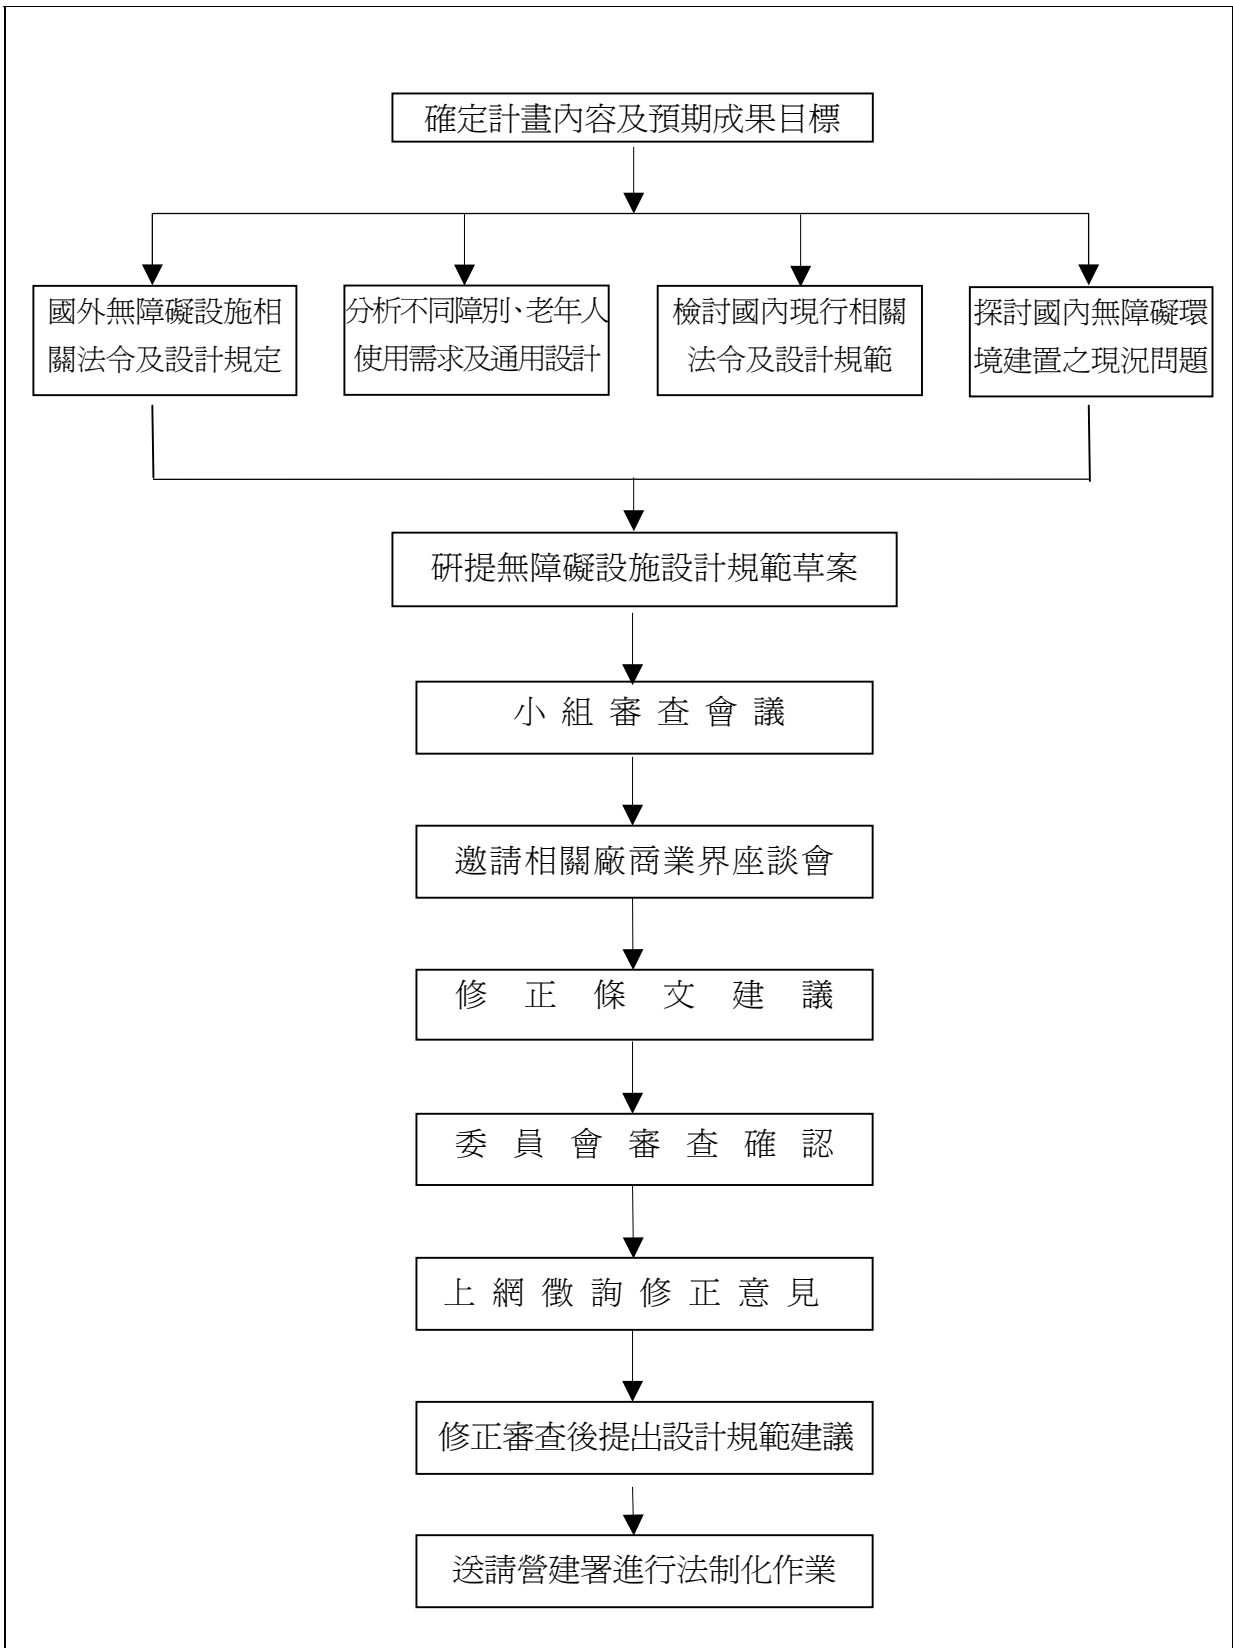 確定計畫內容及預期成果目標
國外無障礙設施相
關法令及設計規定
分析不同障別、老年人
使用需求及通用設計
檢討國內現行相關
法令及設計規範
探討國內無障礙環
境建置之現況問題
研提無障礙設施設計規範草案
小組審查會議
邀請相關廠商業界座談會
修正條文建議
委員會審查確認
上網徵詢修正意見
修正審查後提出設計規範建議
送請營建署進行法制化作業